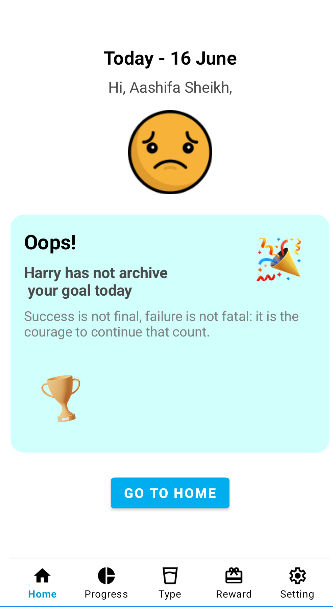 Today - 16 June
Hi, Aashifa Sheikh,
Oops!
Harry has not archive
your goal today
Success is not final, failure is not fatal: it is the
courage to continue that count.
GO TO HOME
Home
Progress
Type
Reward
Setting